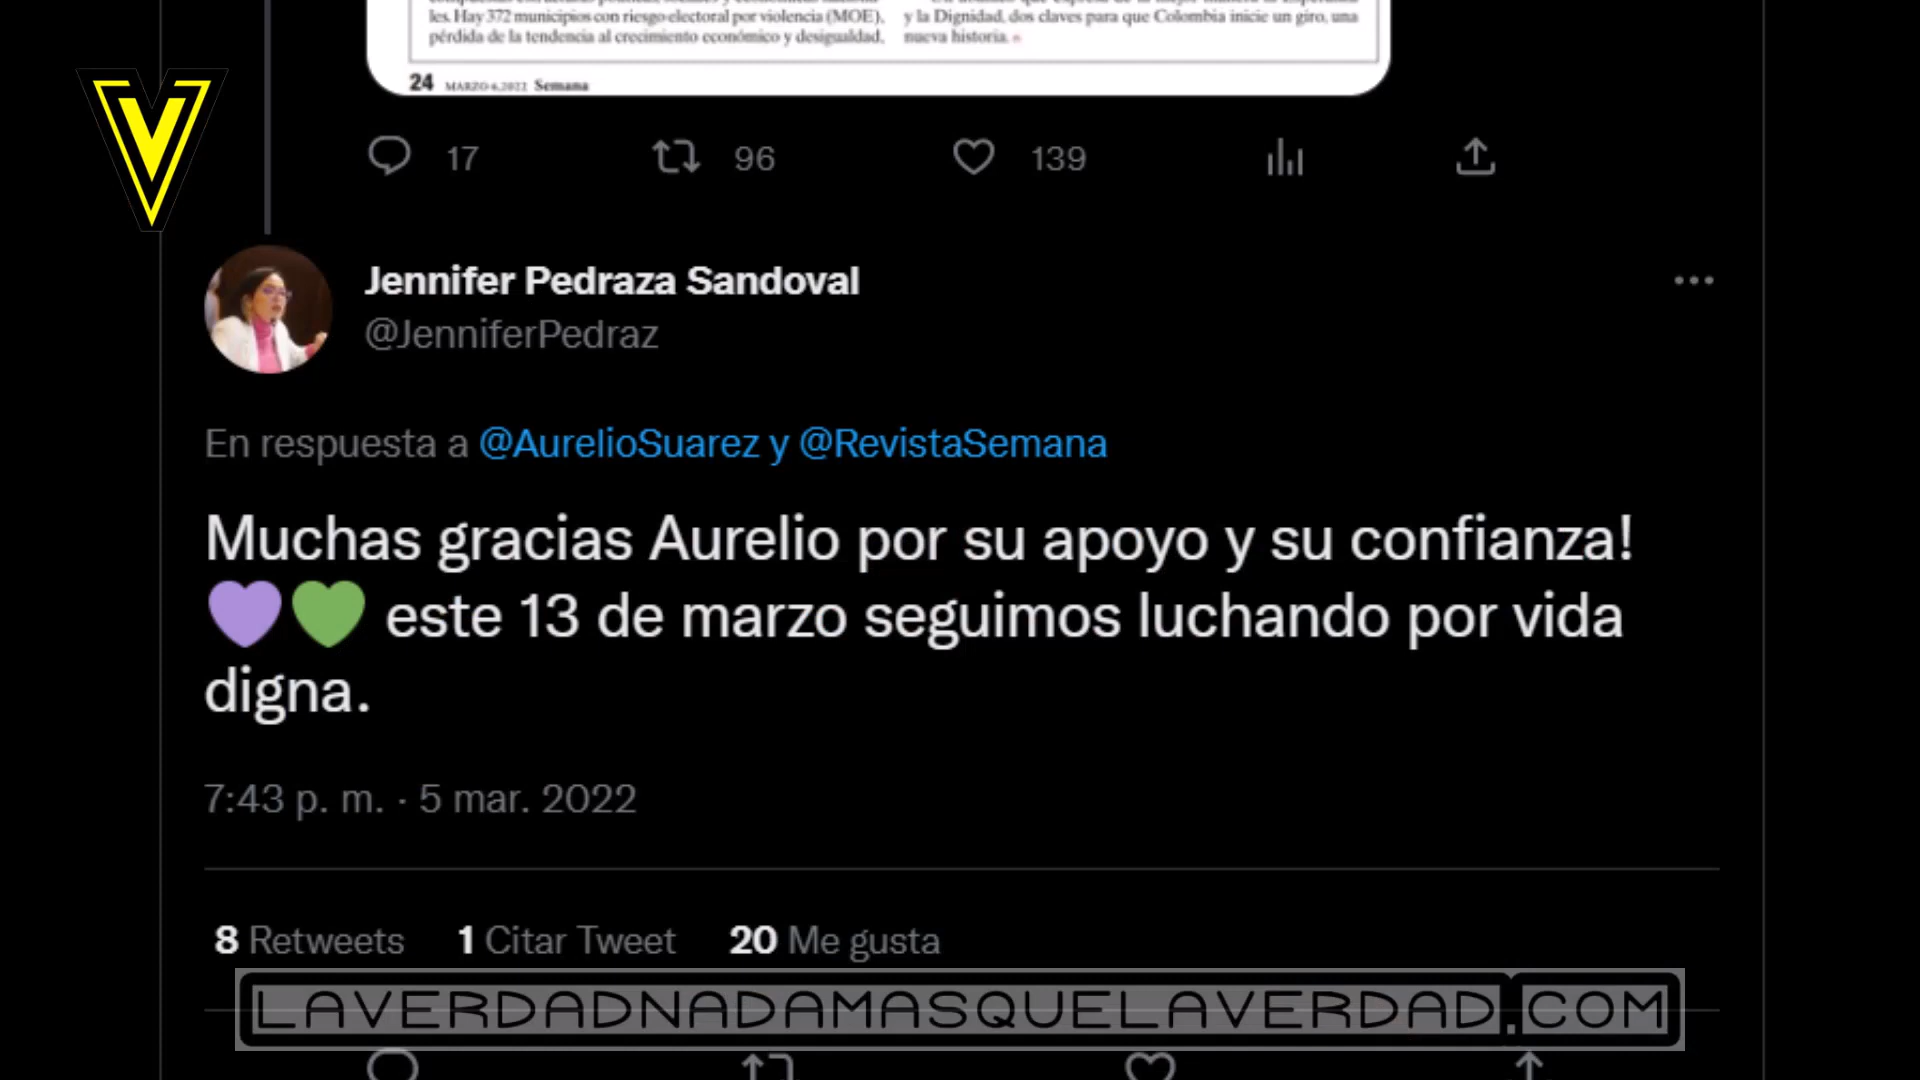 les. Hay 372 municipios con riesgo electoral por violencia (MOE),
pérdida de la tendencia al crecimiento económico y desigualdad,
y la Dignidad, dos claves para que Colombia inicie un giro, una
nueva historia.
24 MARZO 6, 2022 Semana
17 96 139
V
Jennifer Pedraza Sandoval
@JenniferPedraz
En respuesta a @AurelioSuarez y @RevistaSemana
Muchas gracias Aurelio por su apoyo y su confianza!
💜💚 este 13 de marzo seguimos luchando por vida
digna.
7:43 p. m. · 5 mar. 2022
8 Retweets 1 Citar Tweet 20 Me gusta
LAVERDADNADAMASQUELAVERDAD.COM